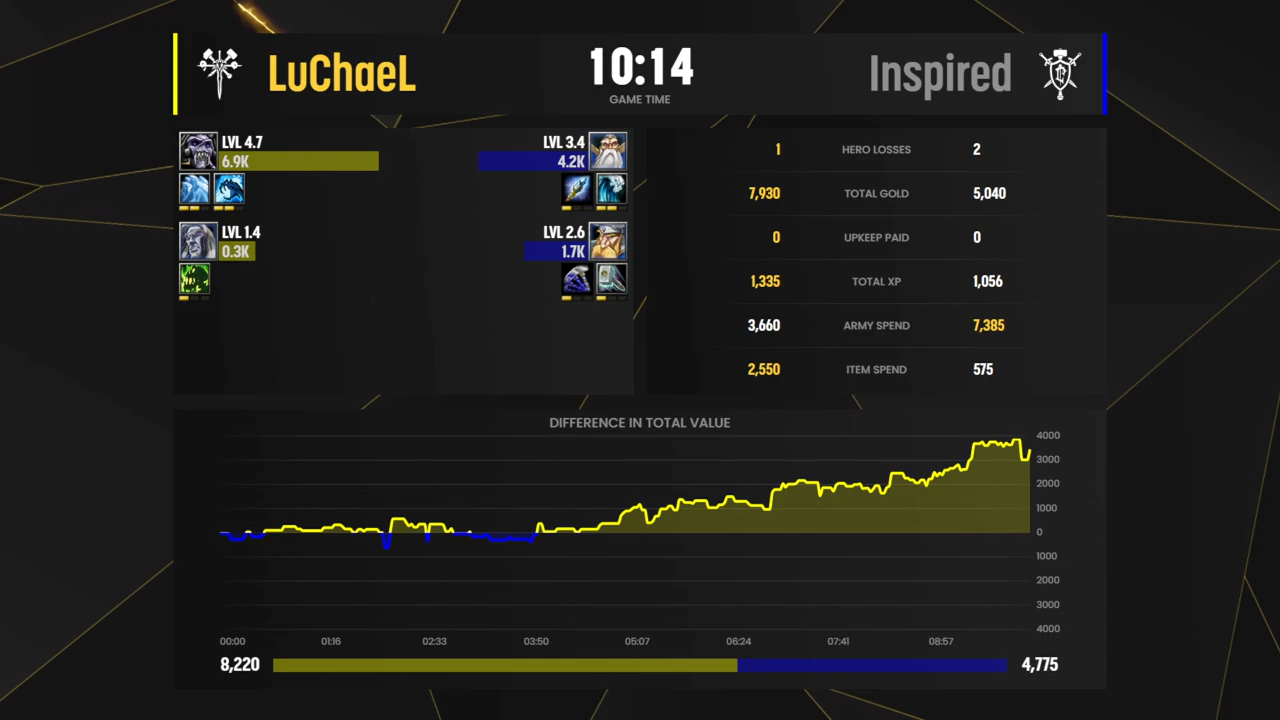 LuChaeL
10:14
GAME TIME
Inspired
LVL 4.7
6.9K
LVL 3.4
4.2K
LVL 1.4
0.3K
LVL 2.6
1.7K
1 HERO LOSSES 2
7,930 TOTAL GOLD 5,040
0 UPKEEP PAID 0
1,335 TOTAL XP 1,056
3,660 ARMY SPEND 7,385
2,550 ITEM SPEND 575
DIFFERENCE IN TOTAL VALUE
4000
3000
2000
1000
0
1000
2000
3000
4000
00:00 01:16 02:33 03:50 05:07 06:24 07:41 08:57
8,220 4,775